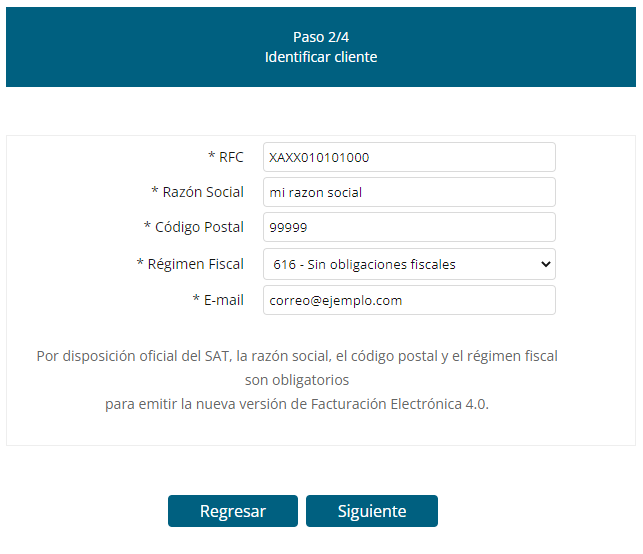 Paso 2/4
Identificar cliente
* RFC XAXX010101000
* Razón Social mi razon social
* Código Postal 99999
* Régimen Fiscal 616 - Sin obligaciones fiscales
* E-mail correo@ejemplo.com
Por disposición oficial del SAT, la razón social, el código postal y el régimen fiscal
son obligatorios
para emitir la nueva versión de Facturación Electrónica 4.0.
Regresar Siguiente